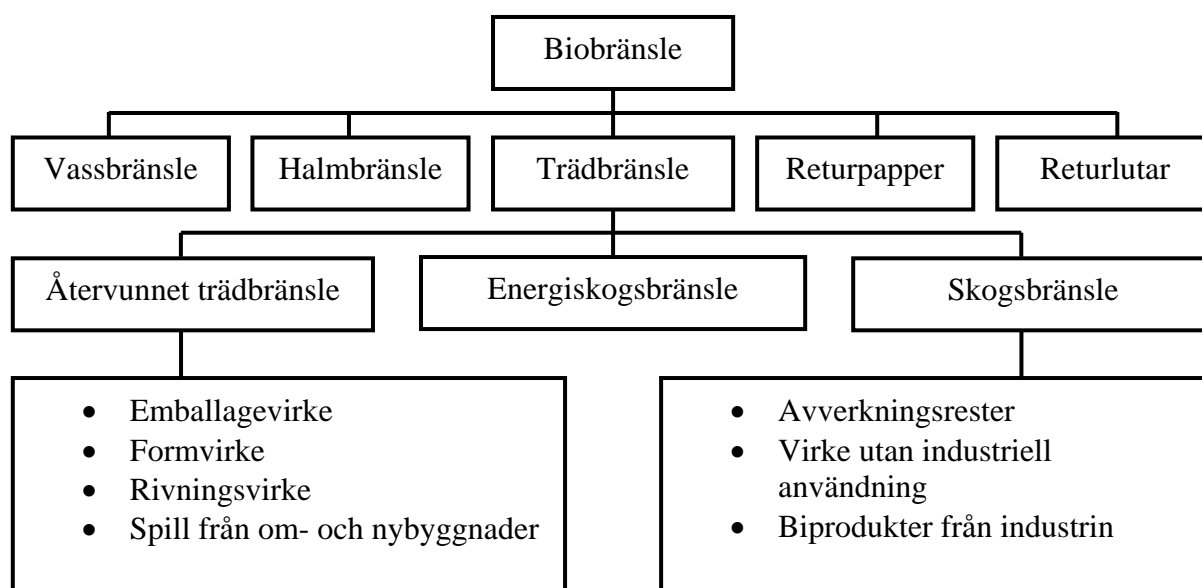 Biobränsle
Vassbränsle
Halmbränsle
Trädbränsle
Returpapper
Returlutar
Återvunnet trädbränsle
Energiskogsbränsle
Skogsbränsle
• Emballagevirke
• Formvirke
• Rivningsvirke
• Spill från om- och nybyggnader
• Avverkningsrester
• Virke utan industriell
användning
• Biprodukter från industrin